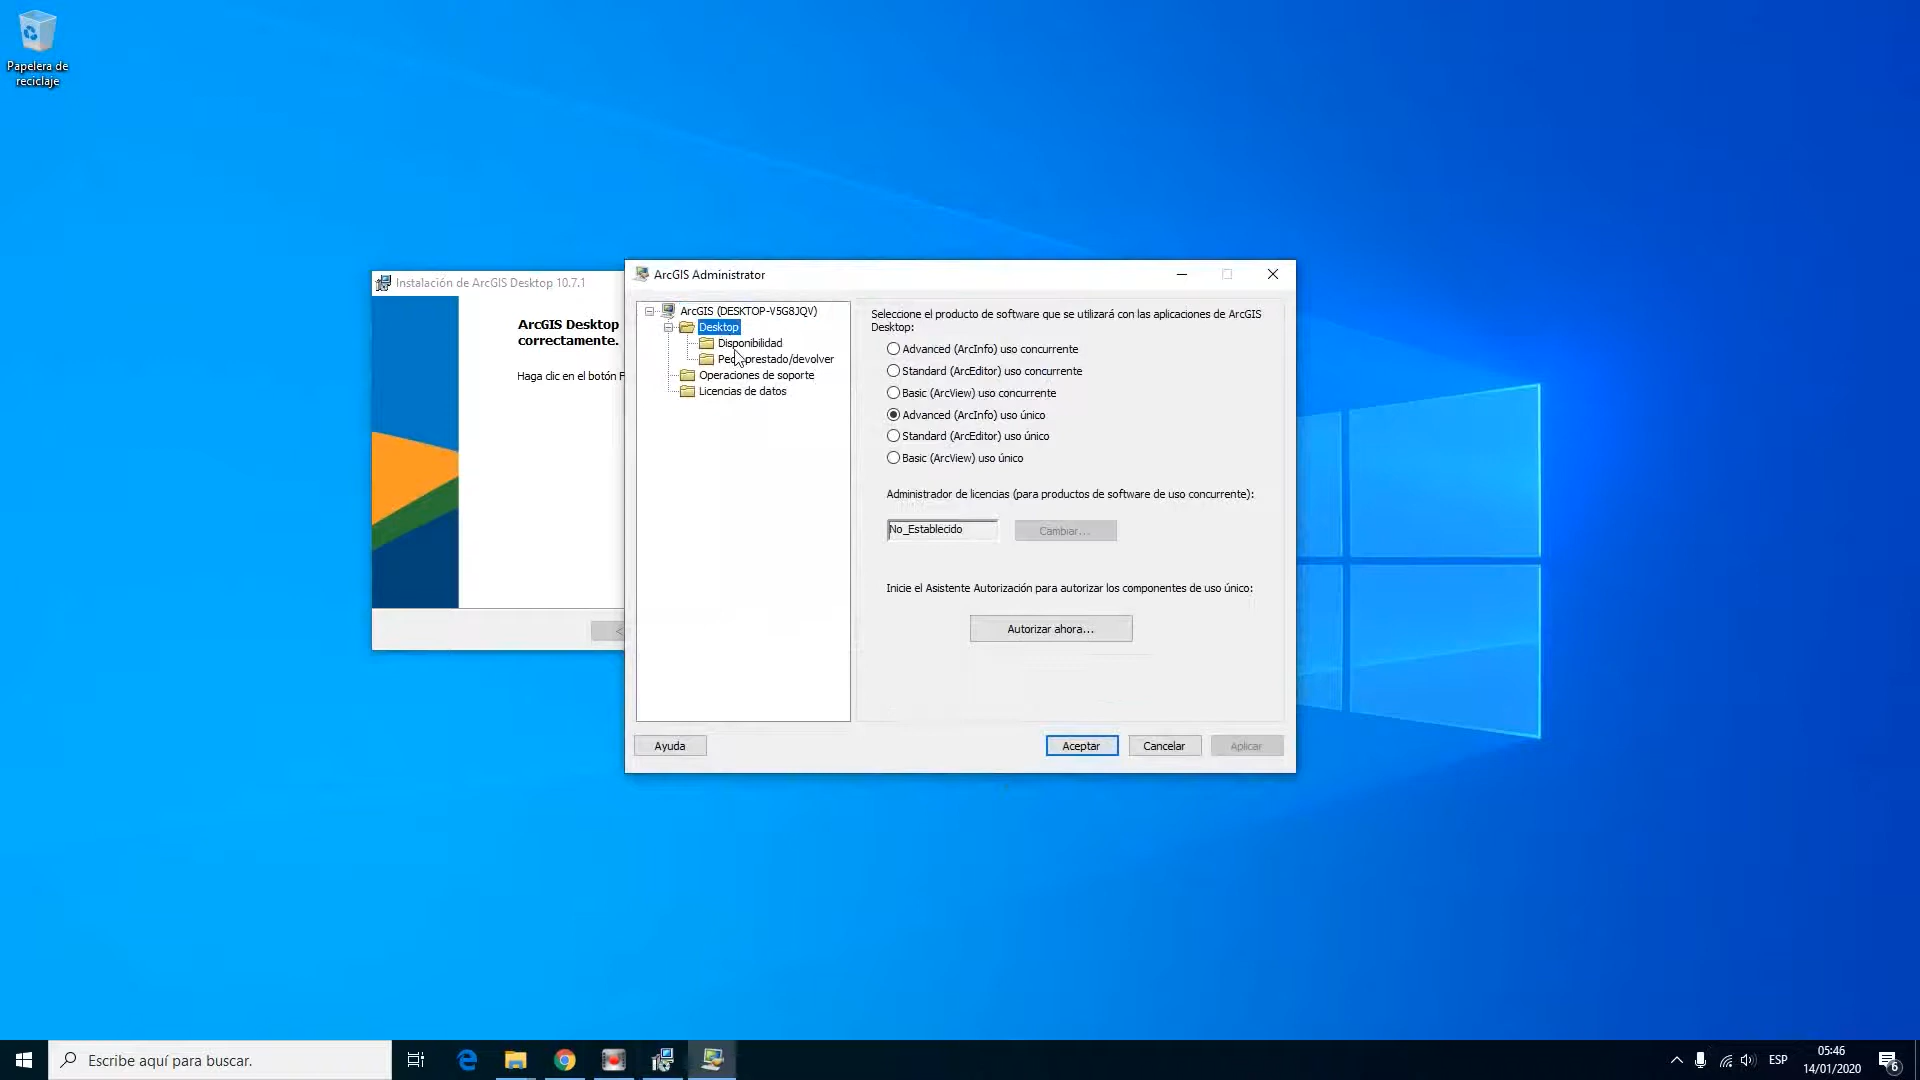 Papelera de
reciclaje
Instalación de ArcGIS Desktop 10.7.1
ArcGIS Desktop
correctamente.
Haga clic en el botón F
<
ArcGIS Administrator
ArcGIS (DESKTOP-V5G8JQV)
Desktop
Disponibilidad
prestado/devolver
Operaciones de soporte
Licencias de datos
Seleccione el producto de software que se utilizará con las aplicaciones de ArcGIS
Desktop:
Advanced (ArcInfo) uso concurrente
Standard (ArcEditor) uso concurrente
Basic (ArcView) uso concurrente
Advanced (ArcInfo) uso único
Standard (ArcEditor) uso único
Basic (ArcView) uso único
Administrador de licencias (para productos de software de uso concurrente):
No_Establecido
Cambiar...
Inicie el Asistente Autorización para autorizar los componentes de uso único:
Autorizar ahora...
Ayuda
Aceptar
Cancelar
Aplicar
Escribe aquí para buscar.
ESP
05:46
14/01/2020
6